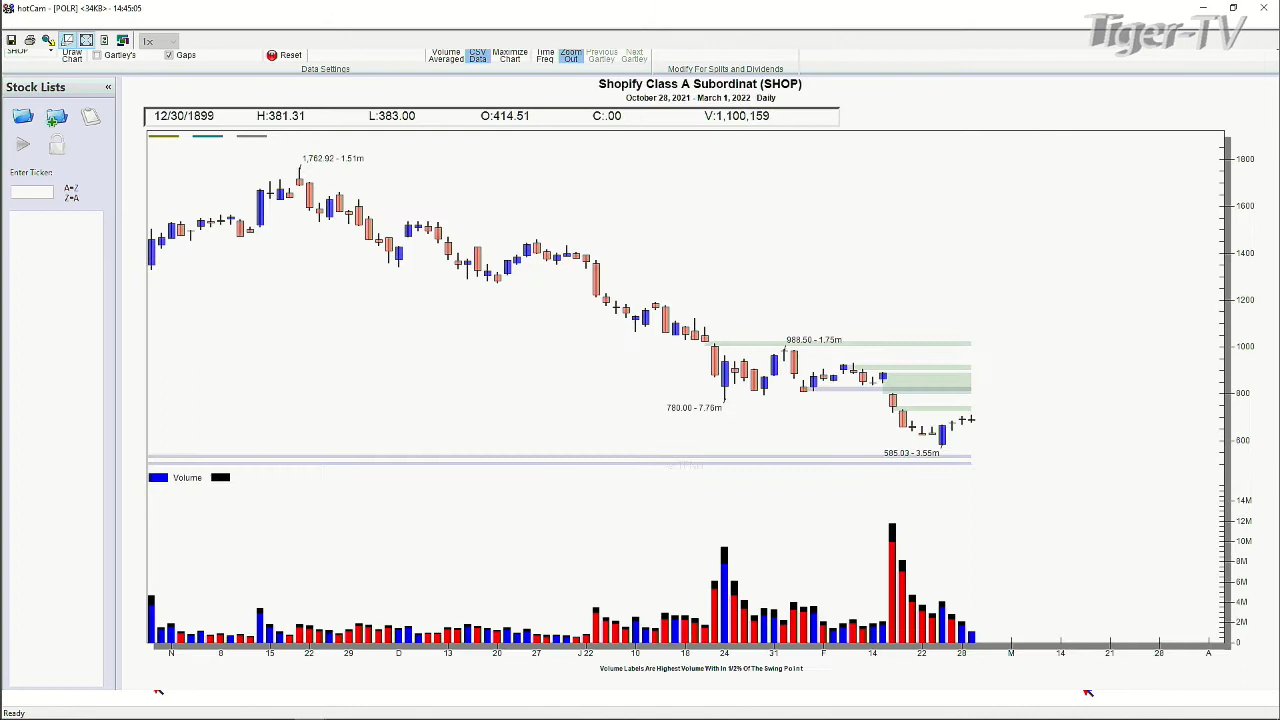 hotCam - [POLR] <34KB> - 14:45:05
Tiger-TV
1x
SHOP
Draw Chart
Gartley's
Gaps
Reset
Volume Averaged
CSV Data
Maximize Chart
Time Freq
Zoom Out
Previous Gartley
Next Gartley
Data Settings
Modify For Splits and Dividends
Stock Lists «
Enter Ticker:
A=Z
Z=A
Shopify Class A Subordinat (SHOP)
October 28, 2021 - March 1, 2022 Daily
12/30/1899 H:381.31 L:383.00 O:414.51 C:.00 V:1,100,159
1,762.92 - 1.51m
988.50 - 1.75m
780.00 - 7.76m
585.03 - 3.55m
1800
1600
1400
1200
1000
800
600
Volume
14M
12M
10M
8M
6M
4M
2M
0
N 8 15 22 29 D 13 20 27 J 22 10 18 24 31 F 14 22 28 M 14 21 28 A
Volume Labels Are Highest Volume With In 1/2% Of The Swing Point
Ready